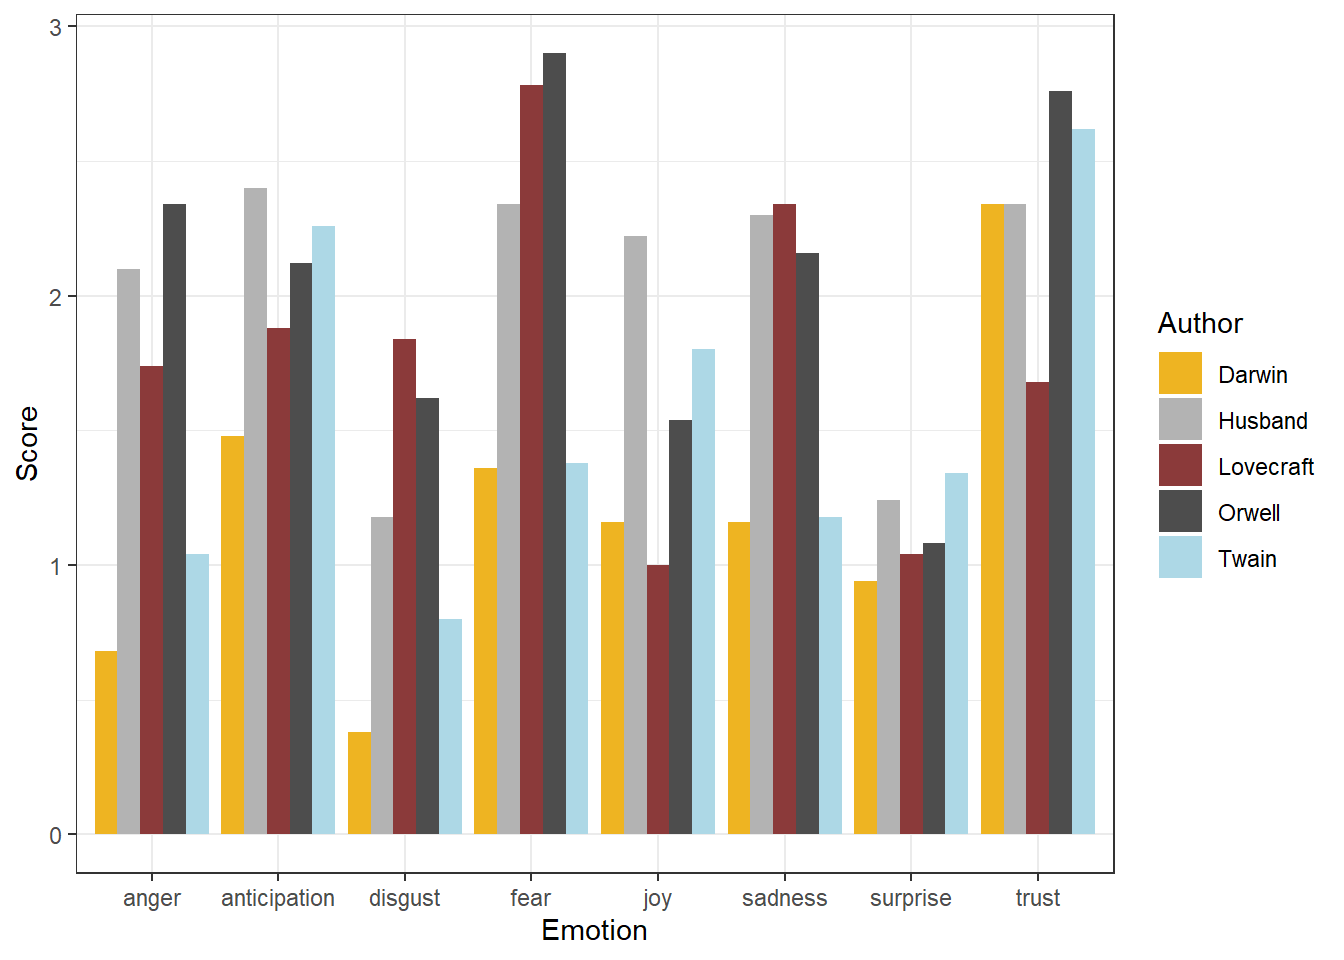 3
2
1
0
Score
anger
anticipation
disgust
fear
joy
sadness
surprise
trust
Emotion
Author
Darwin
Husband
Lovecraft
Orwell
Twain